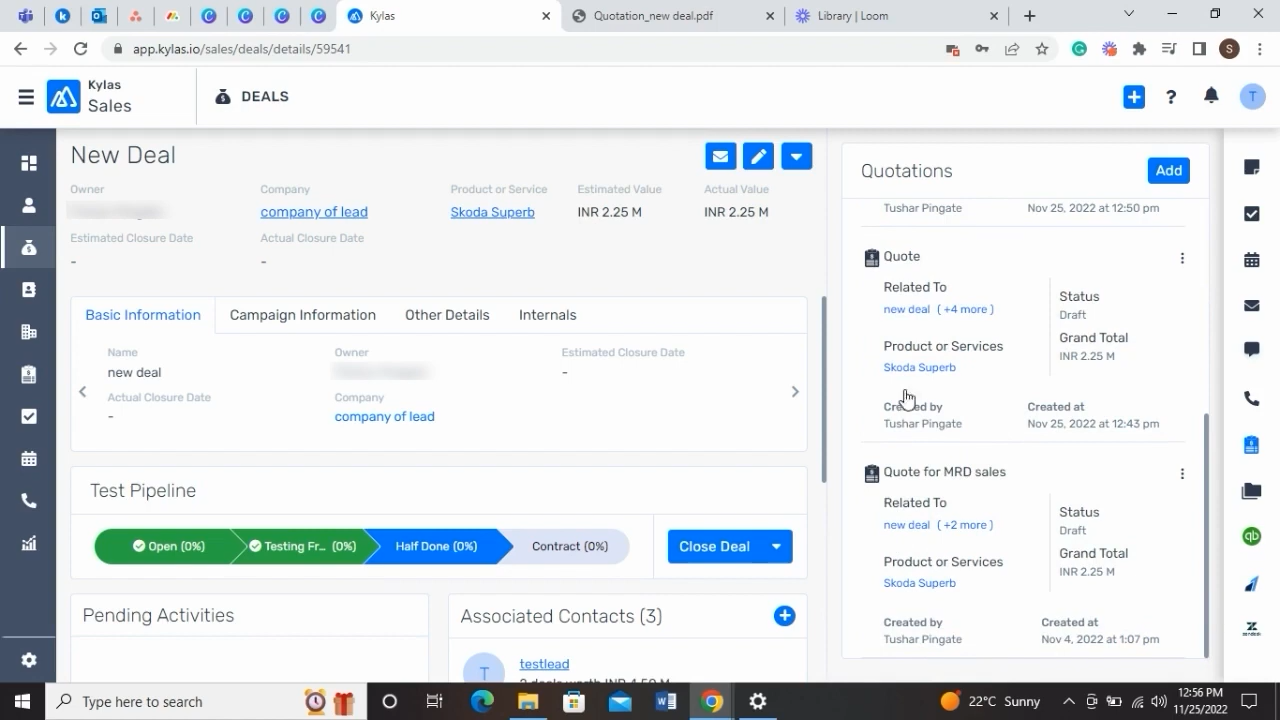 Kylas
Quotation_new deal.pdf
Library | Loom
app.kylas.io/sales/deals/details/59541
S
Kylas
Sales
DEALS
T
New Deal
Owner
Company
company of lead
Product or Service
Skoda Superb
Estimated Value
INR 2.25 M
Actual Value
INR 2.25 M
Estimated Closure Date
-
Actual Closure Date
-
Basic Information
Campaign Information
Other Details
Internals
Name
new deal
Owner
Estimated Closure Date
-
Actual Closure Date
-
Company
company of lead
Test Pipeline
Open (0%)
Testing Fr... (0%)
Half Done (0%)
Contract (0%)
Close Deal
Pending Activities
Associated Contacts (3)
T
testlead
Quotations
Add
Tushar Pingate
Nov 25, 2022 at 12:50 pm
Quote
Related To
new deal ( +4 more )
Status
Draft
Product or Services
Skoda Superb
Grand Total
INR 2.25 M
Created by
Tushar Pingate
Created at
Nov 25, 2022 at 12:43 pm
Quote for MRD sales
Related To
new deal ( +2 more )
Status
Draft
Product or Services
Skoda Superb
Grand Total
INR 2.25 M
Created by
Tushar Pingate
Created at
Nov 4, 2022 at 1:07 pm
qb
zendesk
Type here to search
22°C Sunny
12:56 PM
11/25/2022